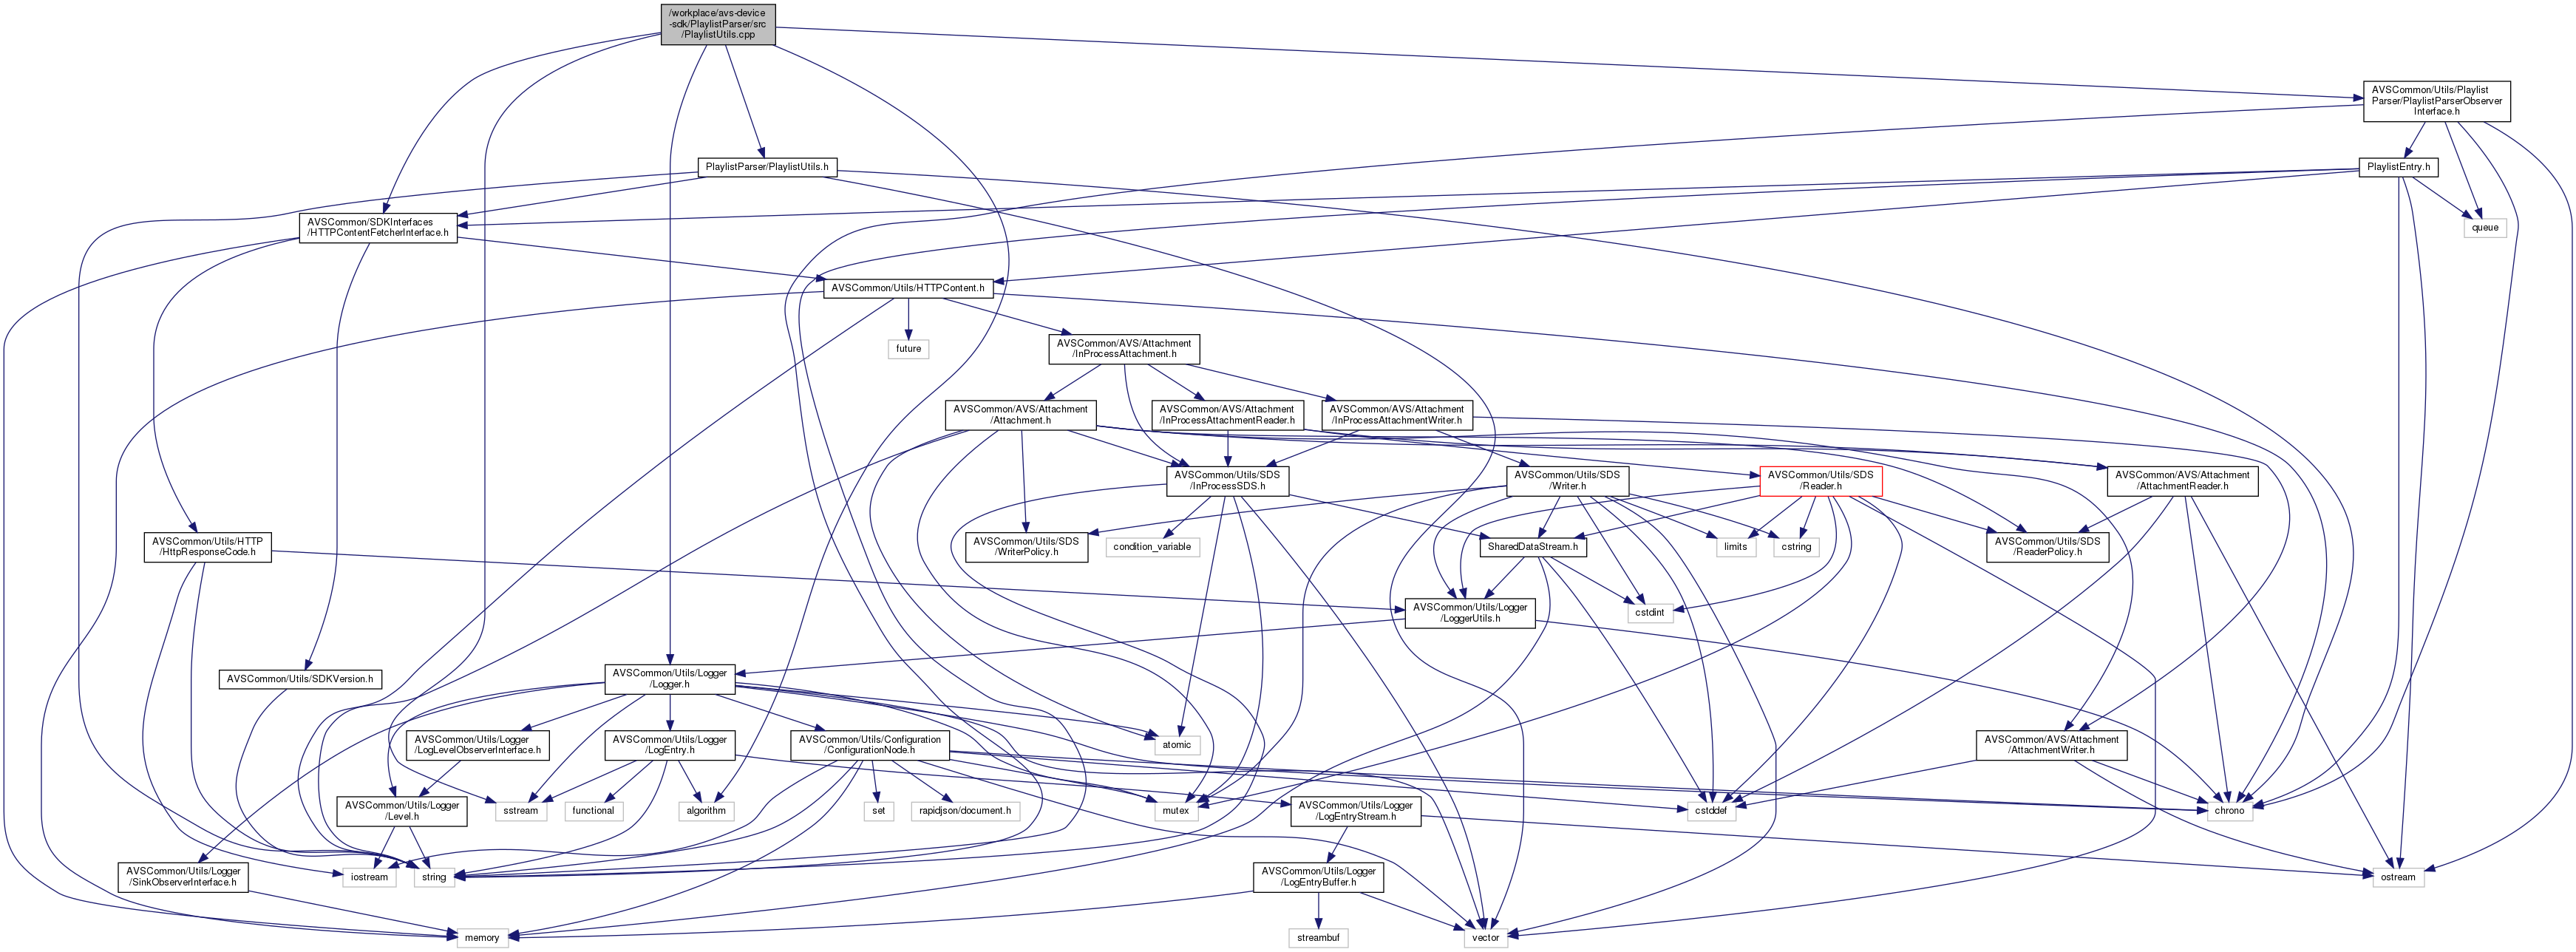 /workplace/avs-device
-sdk/PlaylistParser/src
/PlaylistUtils.cpp
AVSCommon/Utils/Playlist
Parser/PlaylistParserObserver
Interface.h
PlaylistParser/PlaylistUtils.h
PlaylistEntry.h
AVSCommon/SDKInterfaces
/HTTPContentFetcherInterface.h
queue
AVSCommon/Utils/HTTPContent.h
future
AVSCommon/AVS/Attachment
/InProcessAttachment.h
AVSCommon/AVS/Attachment
/Attachment.h
AVSCommon/AVS/Attachment
/InProcessAttachmentReader.h
AVSCommon/AVS/Attachment
/InProcessAttachmentWriter.h
AVSCommon/Utils/SDS
/InProcessSDS.h
AVSCommon/Utils/SDS
/Writer.h
AVSCommon/Utils/SDS
/Reader.h
AVSCommon/AVS/Attachment
/AttachmentReader.h
AVSCommon/Utils/HTTP
/HttpResponseCode.h
AVSCommon/Utils/SDS
/WriterPolicy.h
condition_variable
SharedDataStream.h
limits
cstring
AVSCommon/Utils/SDS
/ReaderPolicy.h
AVSCommon/Utils/Logger
/LoggerUtils.h
cstdint
AVSCommon/Utils/SDKVersion.h
AVSCommon/Utils/Logger
/Logger.h
AVSCommon/Utils/Logger
/LogLevelObserverInterface.h
AVSCommon/Utils/Logger
/LogEntry.h
AVSCommon/Utils/Configuration
/ConfigurationNode.h
atomic
AVSCommon/AVS/Attachment
/AttachmentWriter.h
AVSCommon/Utils/Logger
/Level.h
sstream
functional
algorithm
set
rapidjson/document.h
mutex
AVSCommon/Utils/Logger
/LogEntryStream.h
cstddef
chrono
AVSCommon/Utils/Logger
/SinkObserverInterface.h
iostream
string
AVSCommon/Utils/Logger
/LogEntryBuffer.h
ostream
memory
streambuf
vector